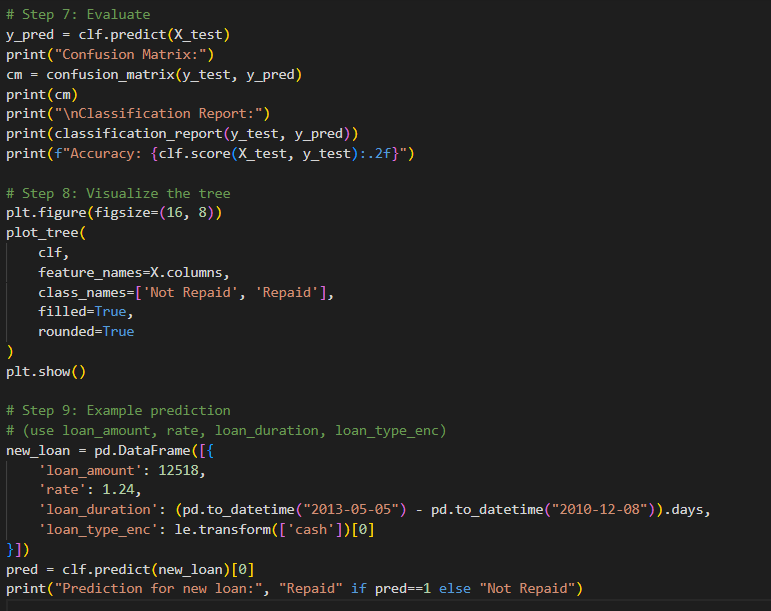 # Step 7: Evaluate
y_pred = clf.predict(X_test)
print("Confusion Matrix:")
cm = confusion_matrix(y_test, y_pred)
print(cm)
print("\nClassification Report:")
print(classification_report(y_test, y_pred))
print(f"Accuracy: {clf.score(X_test, y_test):.2f}")

# Step 8: Visualize the tree
plt.figure(figsize=(16, 8))
plot_tree(
    clf,
    feature_names=X.columns,
    class_names=['Not Repaid', 'Repaid'],
    filled=True,
    rounded=True
)
plt.show()

# Step 9: Example prediction
# (use loan_amount, rate, loan_duration, loan_type_enc)
new_loan = pd.DataFrame([{
    'loan_amount': 12518,
    'rate': 1.24,
    'loan_duration': (pd.to_datetime("2013-05-05") - pd.to_datetime("2010-12-08")).days,
    'loan_type_enc': le.transform(['cash'])[0]
}])
pred = clf.predict(new_loan)[0]
print("Prediction for new loan:", "Repaid" if pred==1 else "Not Repaid")